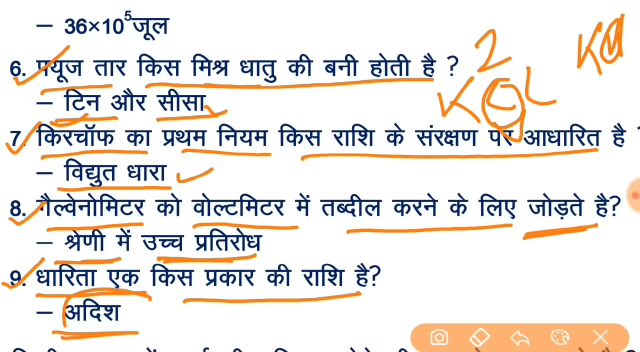 – 36×10⁵जूल
6. फ्यूज तार किस मिश्र धातु की बनी होती है ?
– टिन और सीसा
7. किरचॉफ का प्रथम नियम किस राशि के संरक्षण पर आधारित है
– विद्युत धारा
8. गैल्वेनोमिटर को वोल्टमिटर में तब्दील करने के लिए जोड़ते है?
– श्रेणी में उच्च प्रतिरोध
9. धारिता एक किस प्रकार की राशि है?
– अदिश